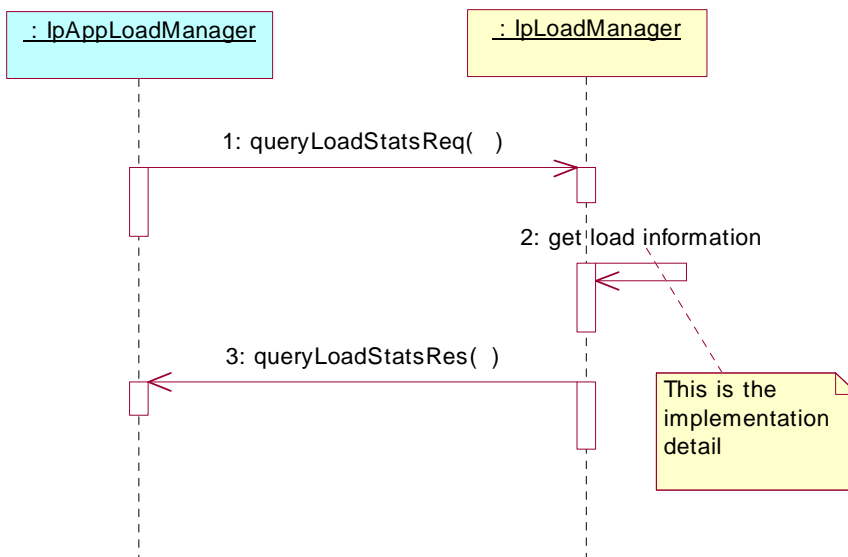 : IpAppLoadManager
: IpLoadManager
1: queryLoadStatsReq( )
2: get load information
3: queryLoadStatsRes( )
This is the
implementation
detail